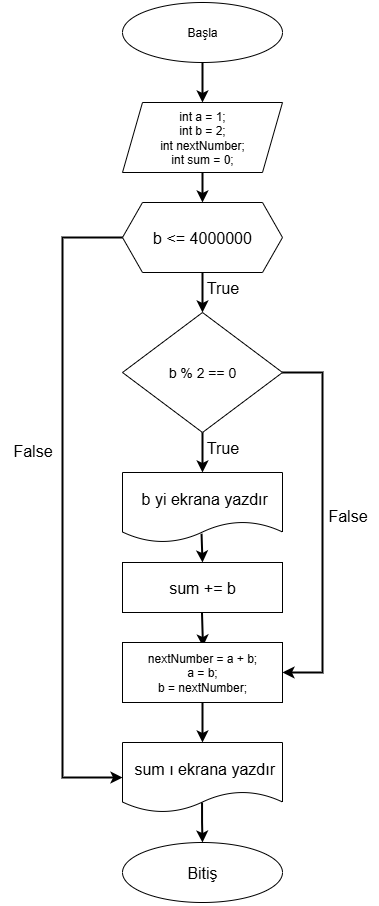 Başla
int a = 1;
int b = 2;
int nextNumber;
int sum = 0;
b <= 4000000
True
b % 2 == 0
True
False
False
b yi ekrana yazdır
sum += b
nextNumber = a + b;
a = b;
b = nextNumber;
sum ı ekrana yazdır
Bitiş